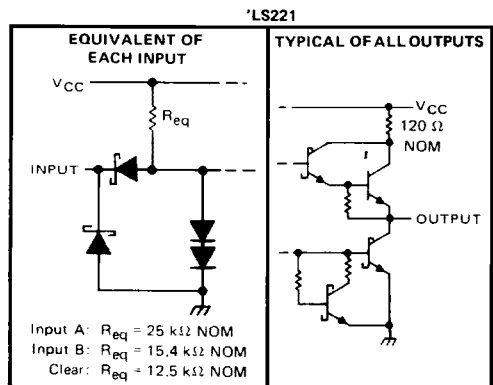 'LS221
EQUIVALENT OF
EACH INPUT
VCC
Req
INPUT
Input A: Req = 25 kΩ NOM
Input B: Req = 15.4 kΩ NOM
Clear: Req = 12.5 kΩ NOM
TYPICAL OF ALL OUTPUTS
VCC
120 Ω
NOM
OUTPUT